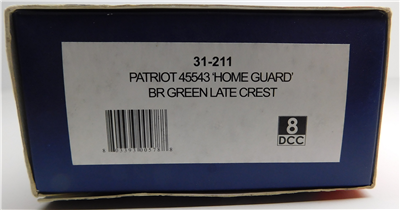 31-211
PATRIOT 45543 'HOME GUARD'
BR GREEN LATE CREST
8
DCC